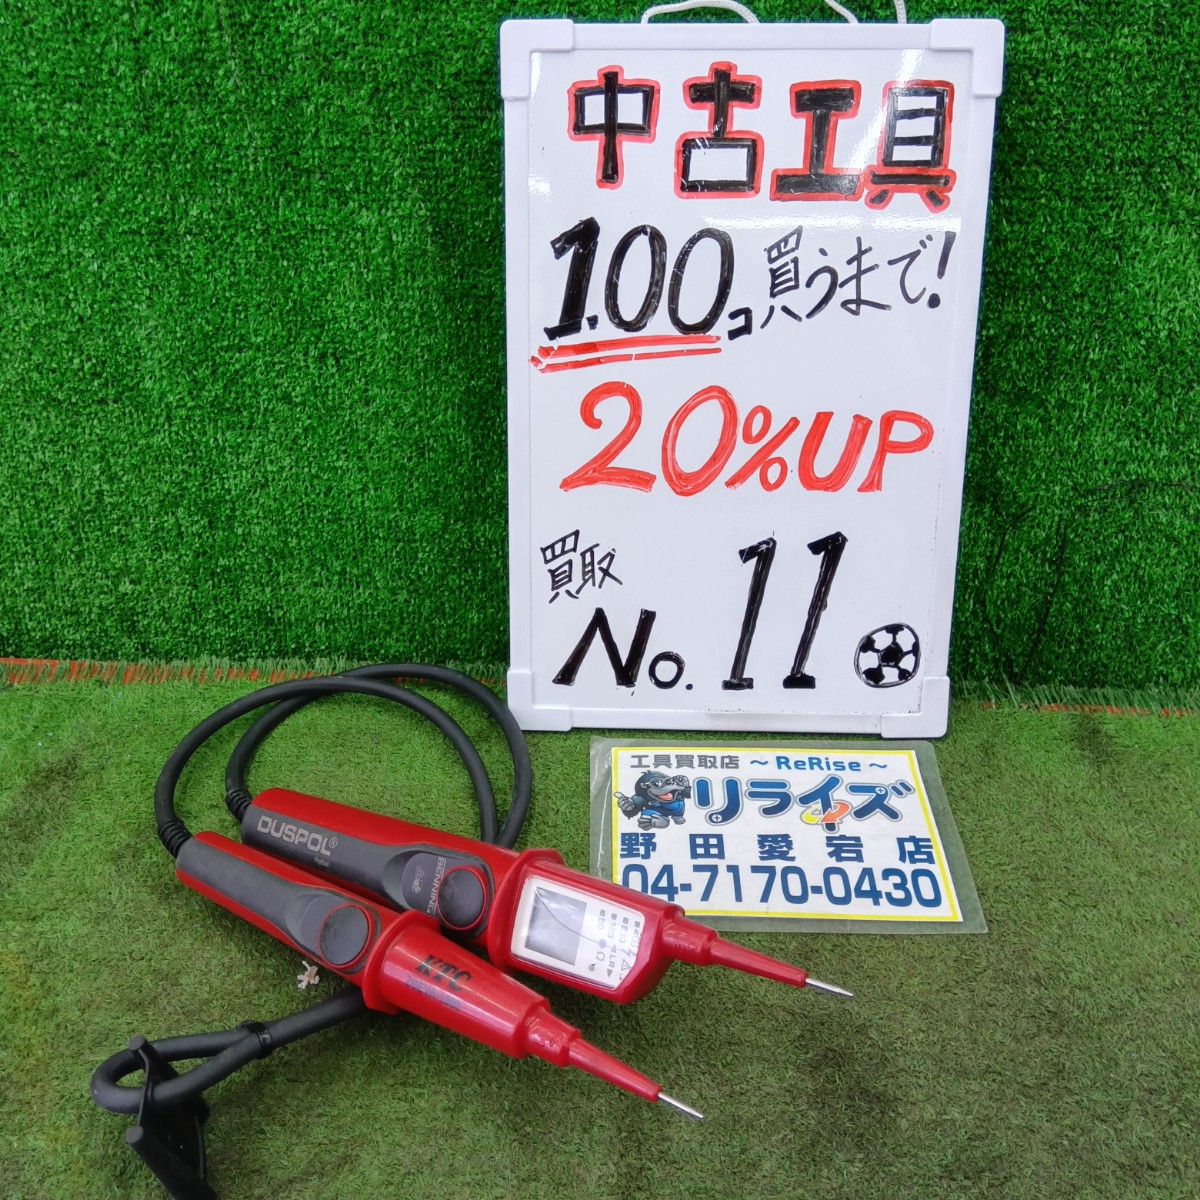 中古工具
100コ買うまで!
20%UP
買取
No. 11
工具買取店 ~ ReRise ~
リライズ
野田愛宕店
04-7170-0430
DUSPOL®
BENNING
KTC